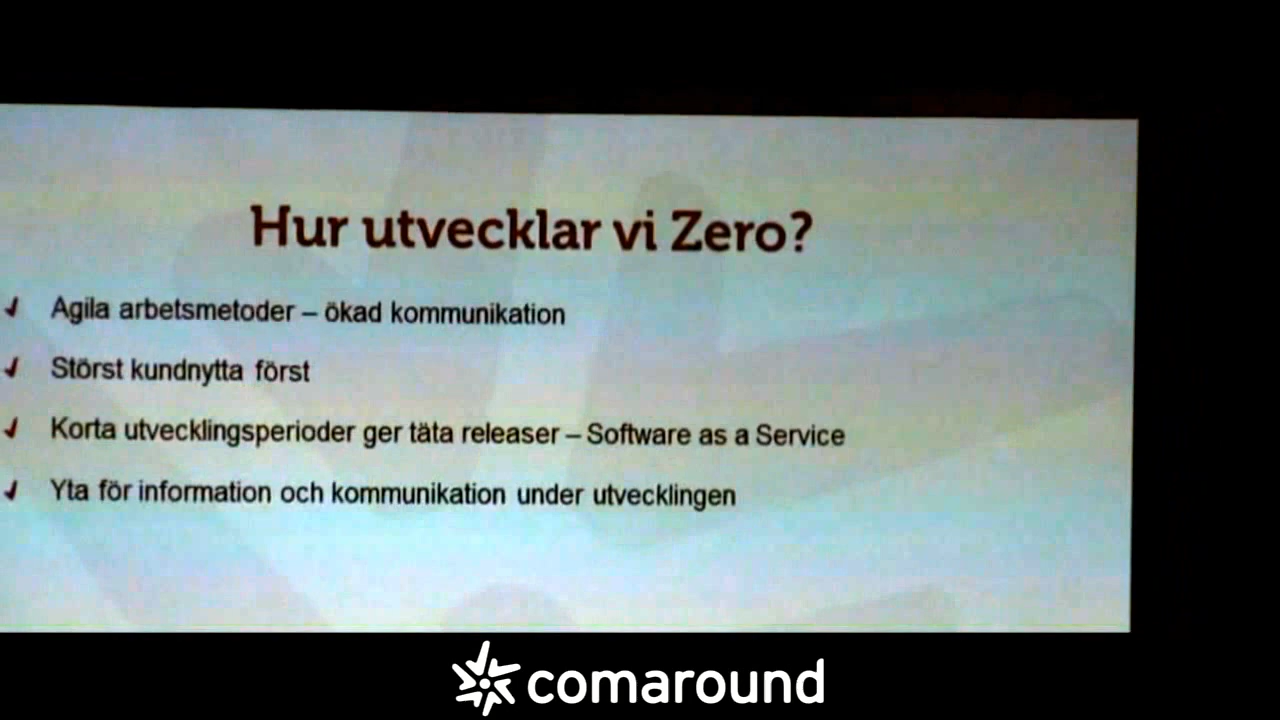 Hur utvecklar vi Zero?
Agila arbetsmetoder – ökad kommunikation
Störst kundnytta först
Korta utvecklingsperioder ger täta releaser – Software as a Service
Yta för information och kommunikation under utvecklingen
comaround